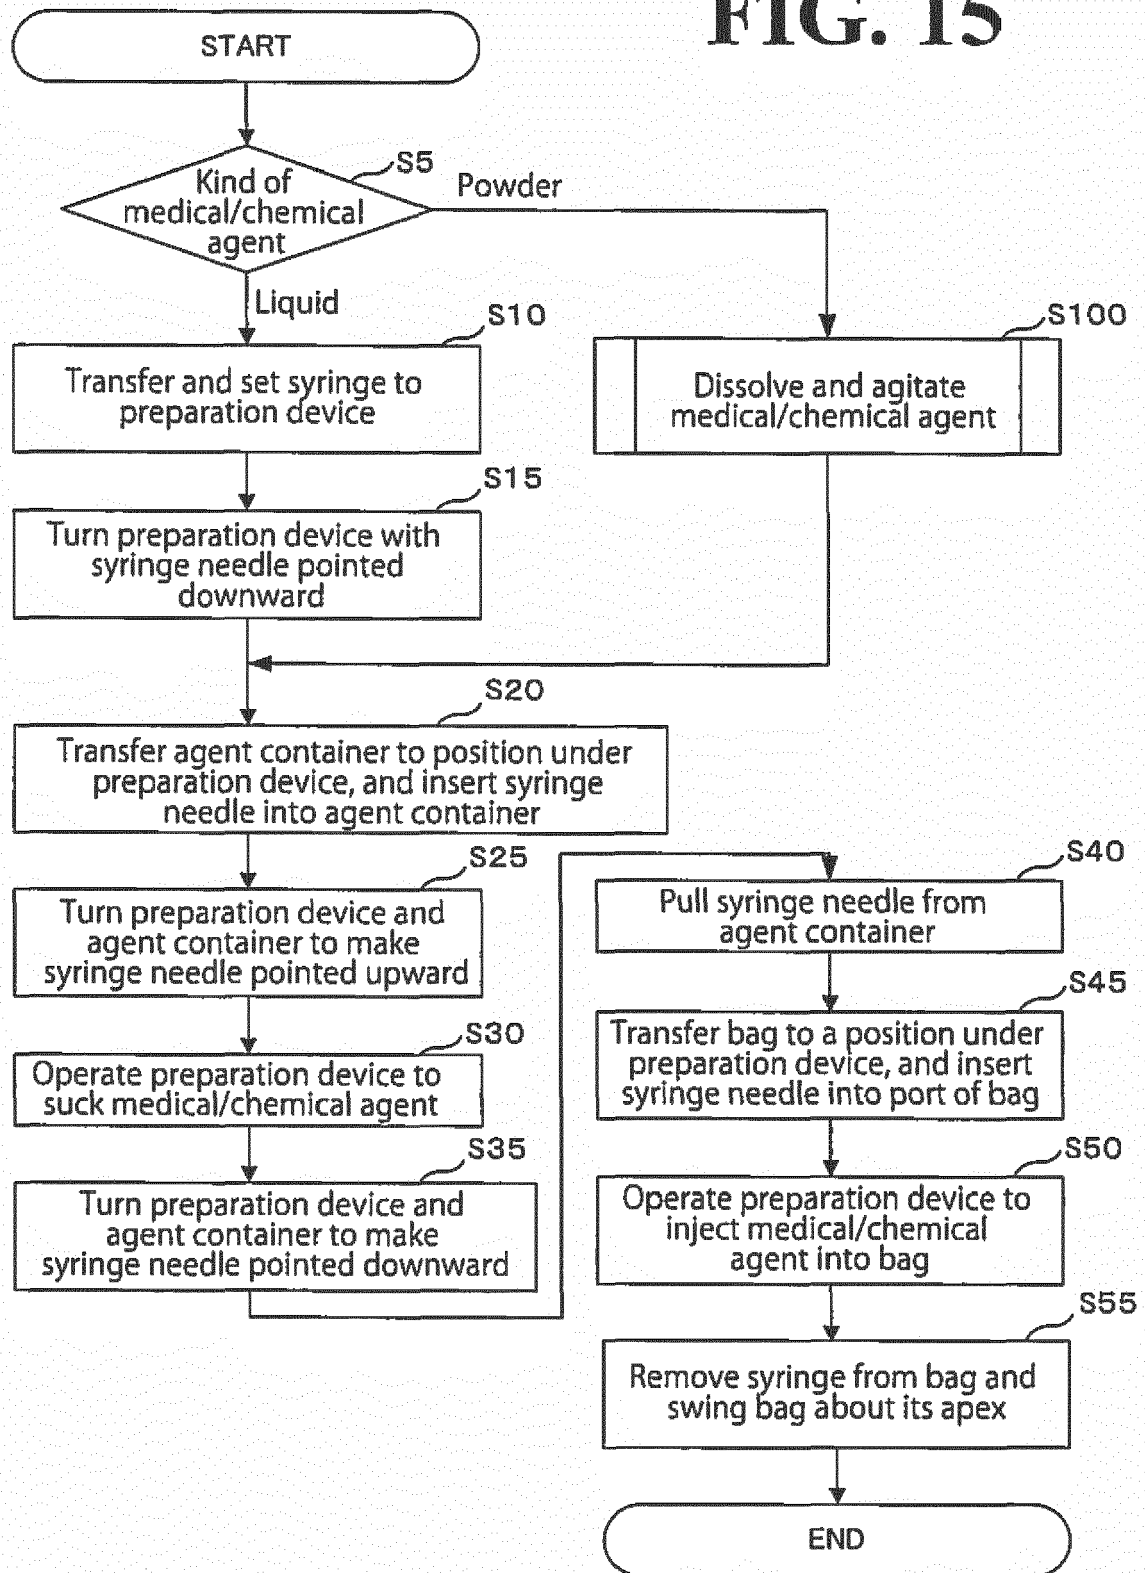 FIG. 15
START
S5
Kind of
medical/chemical
agent
Powder
Liquid
S10
Transfer and set syringe to
preparation device
S100
Dissolve and agitate
medical/chemical agent
S15
Turn preparation device with
syringe needle pointed
downward
S20
Transfer agent container to position under
preparation device, and insert syringe
needle into agent container
S25
Turn preparation device and
agent container to make
syringe needle pointed upward
S30
Operate preparation device to
suck medical/chemical agent
S35
Turn preparation device and
agent container to make
syringe needle pointed downward
S40
Pull syringe needle from
agent container
S45
Transfer bag to a position under
preparation device, and insert
syringe needle into port of bag
S50
Operate preparation device to
inject medical/chemical
agent into bag
S55
Remove syringe from bag and
swing bag about its apex
END